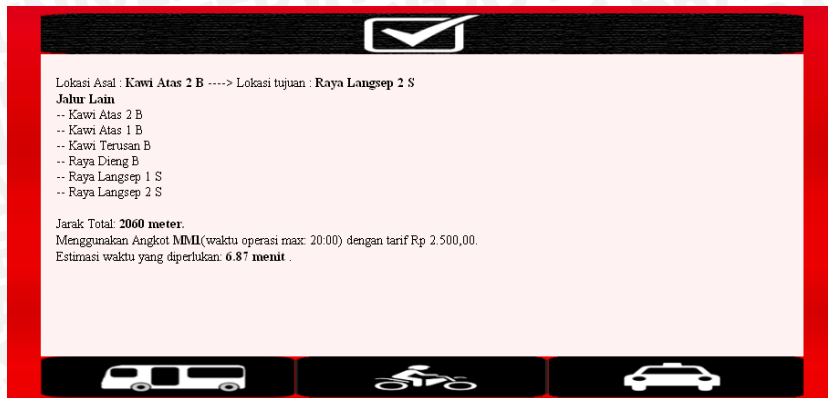 Lokasi Asal : Kawi Atas 2 B ----> Lokasi tujuan : Raya Langsep 2 S
Jalur Lain
-- Kawi Atas 2 B
-- Kawi Atas 1 B
-- Kawi Terusan B
-- Raya Dieng B
-- Raya Langsep 1 S
-- Raya Langsep 2 S
Jarak Total: 2060 meter.
Menggunakan Angkot MM1(waktu operasi max: 20:00) dengan tarif Rp 2.500,00.
Estimasi waktu yang diperlukan: 6.87 menit .